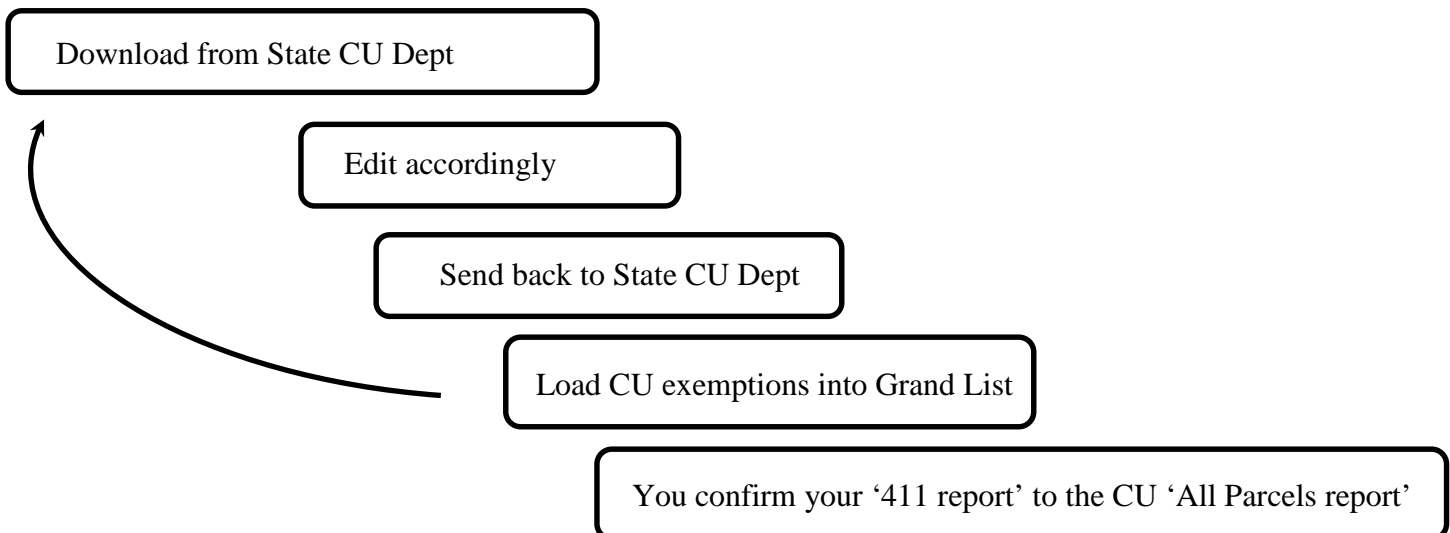 Download from State CU Dept
Edit accordingly
Send back to State CU Dept
Load CU exemptions into Grand List
You confirm your ‘411 report’ to the CU ‘All Parcels report’